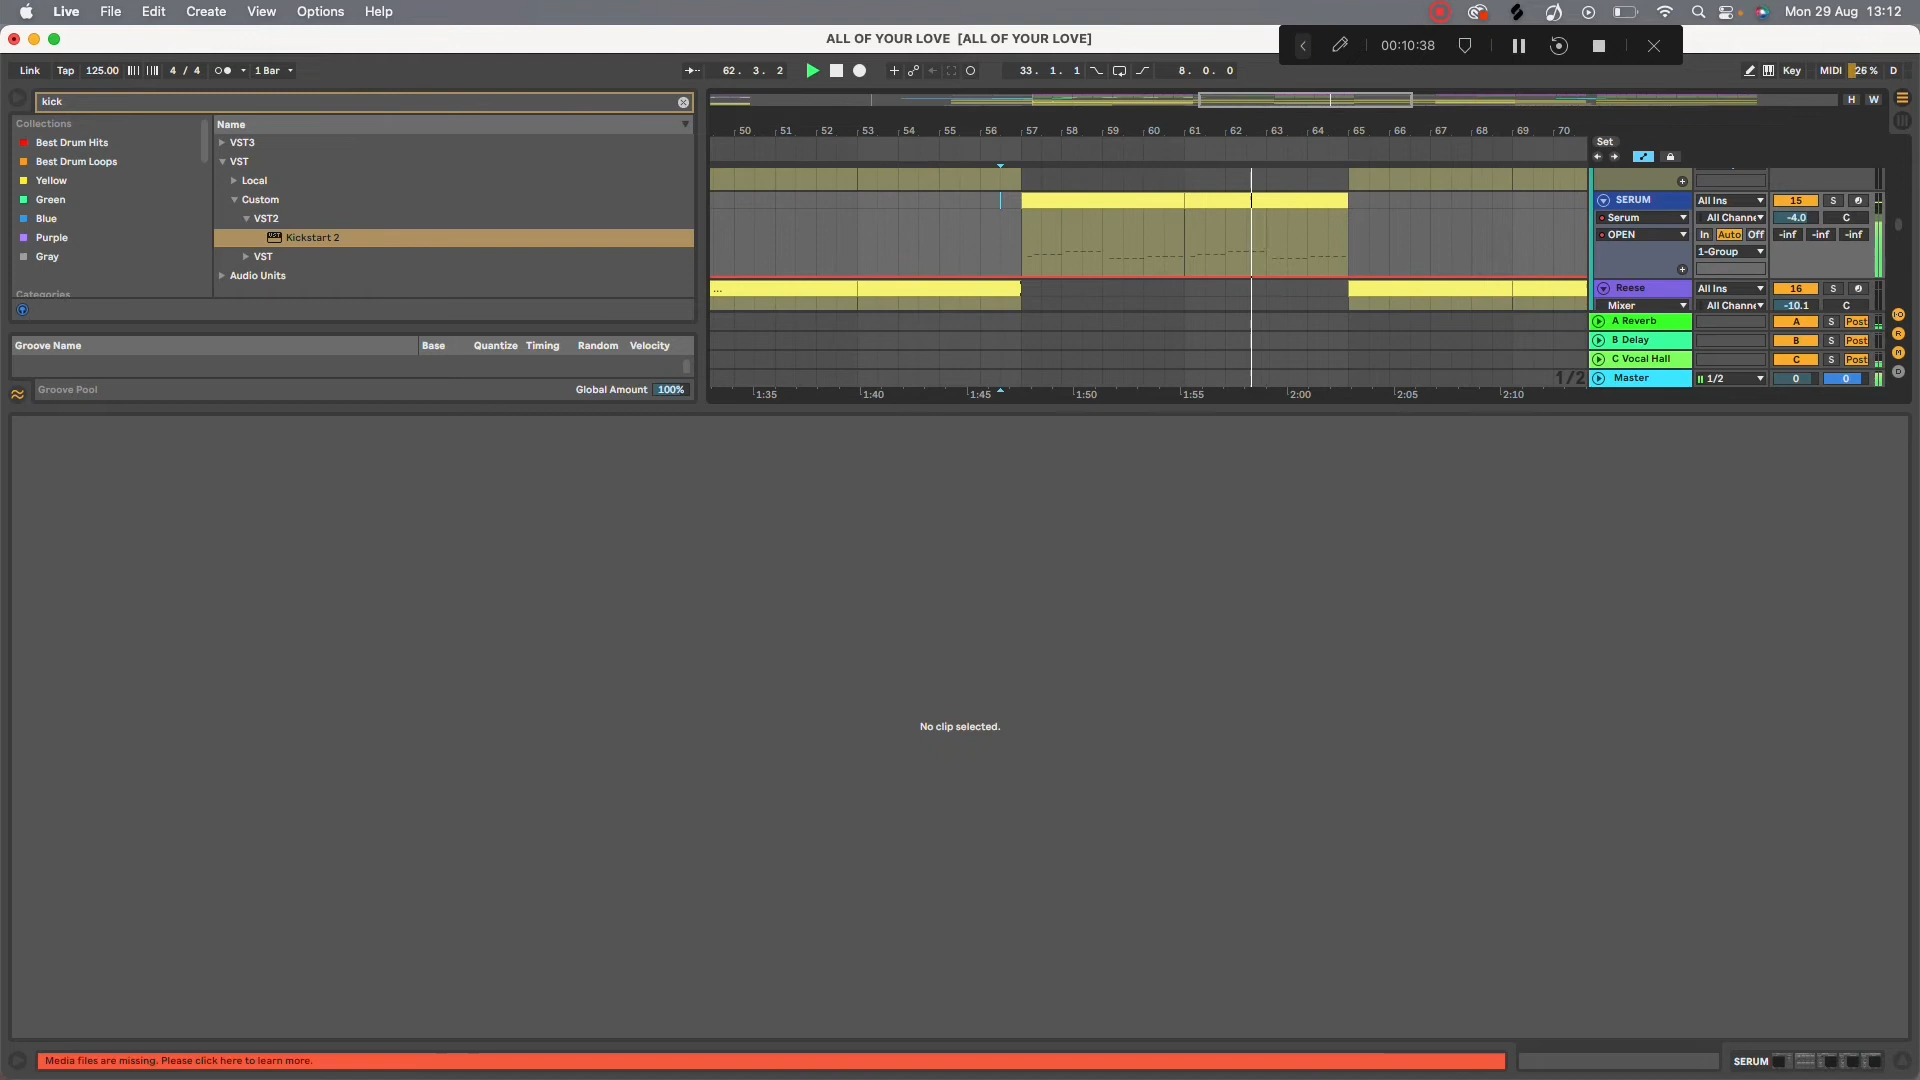 Live File Edit Create View Options Help Mon 29 Aug 13:12
ALL OF YOUR LOVE [ALL OF YOUR LOVE]
00:10:38
Link Tap 125.00 4 / 4 1 Bar 62. 3. 2 33. 1. 1 8. 0. 0 Key MIDI 26 % D
kick
H W
Collections
Name
Best Drum Hits
VST3
50 51 52 53 54 55 56 57 58 59 60 61 62 63 64 65 66 67 68 69 70
Set
Best Drum Loops
VST
Yellow
Local
Green
Custom
SERUM All Ins 15 S
Blue
VST2
Serum All Channe -4.0 C
Purple
Kickstart 2
OPEN In Auto Off -inf -inf -inf
Gray
VST
1-Group
Audio Units
Categories
... Reese All Ins 16 S
Mixer All Channe -10.1 C
A Reverb A S Post
B Delay B S Post
C Vocal Hall C S Post
1/2 Master 1/2 0 0
Groove Name Base Quantize Timing Random Velocity
Groove Pool Global Amount 100%
1:35 1:40 1:45 1:50 1:55 2:00 2:05 2:10
No clip selected.
Media files are missing. Please click here to learn more.
SERUM